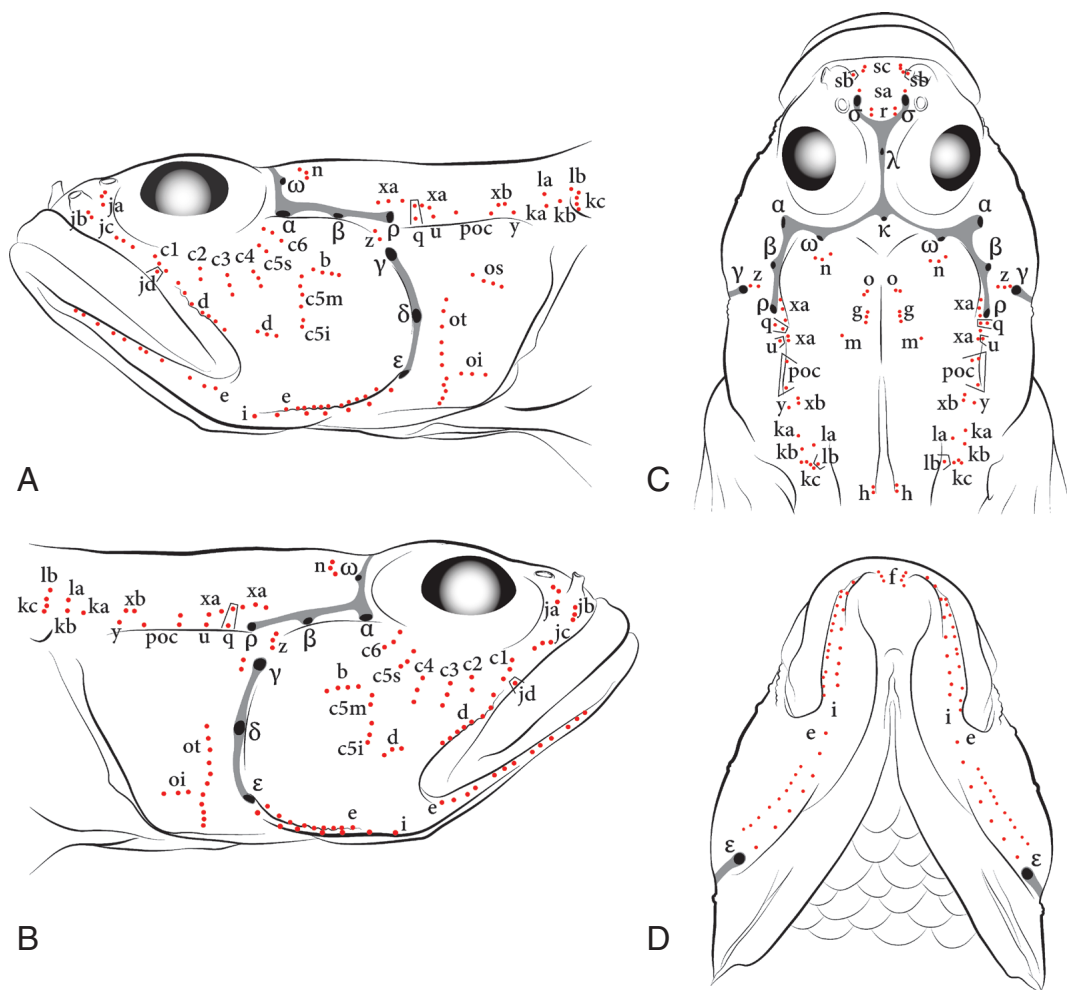 n
ω
xa
xa
xb
la
lb
kc
ja
jb
jc
α
β
ρ
q
u
poc
y
ka
kb
z
c6
c1
c2
c3
c4
c5s
b
γ
os
jd
d
c5m
δ
ot
d
c5i
ε
oi
e
e
i
A
n
ω
lb
la
kc
ka
xb
xa
xa
ja
jb
kb
y
poc
u
q
ρ
β
α
jc
z
c6
γ
b
c5s
c4
c3
c2
c1
jd
c5m
d
δ
ot
c5i
d
oi
ε
e
e
i
B
sc
sb
sb
sa
σ
r
σ
λ
α
α
κ
β
ω
ω
β
γ
z
n
n
z
γ
o
o
ρ
xa
xa
ρ
q
g
g
q
u
xa
m
m
xa
u
poc
poc
y
xb
xb
y
ka
la
la
ka
kb
lb
lb
kb
kc
kc
h
h
C
f
i
i
e
e
ε
ε
D